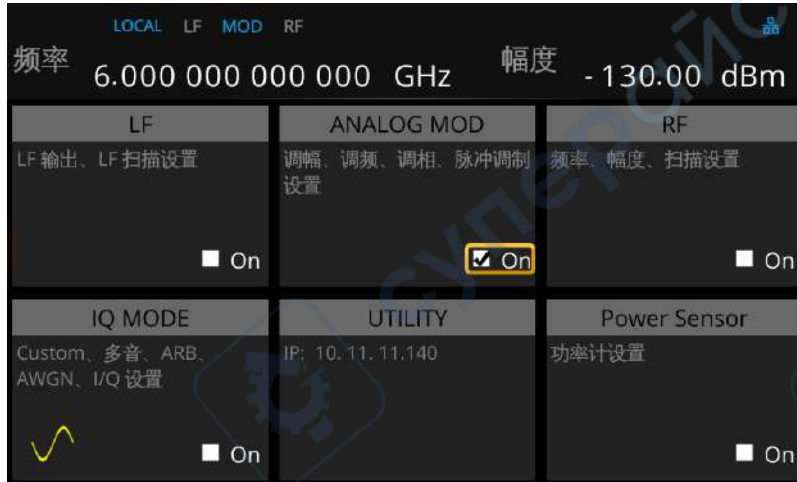 LOCAL LF MOD RF
频率 6.000 000 000 000 GHz 幅度 -130.00 dBm
LF
LF 输出、LF 扫描设置
On
ANALOG MOD
调幅、调频、调相、脉冲调制
设置
On
RF
频率、幅度、扫描设置
On
IQ MODE
Custom、多音、ARB、
AWGN、I/Q 设置
On
UTILITY
IP: 10.11.11.140
Power Sensor
功率计设置
On
суперайс